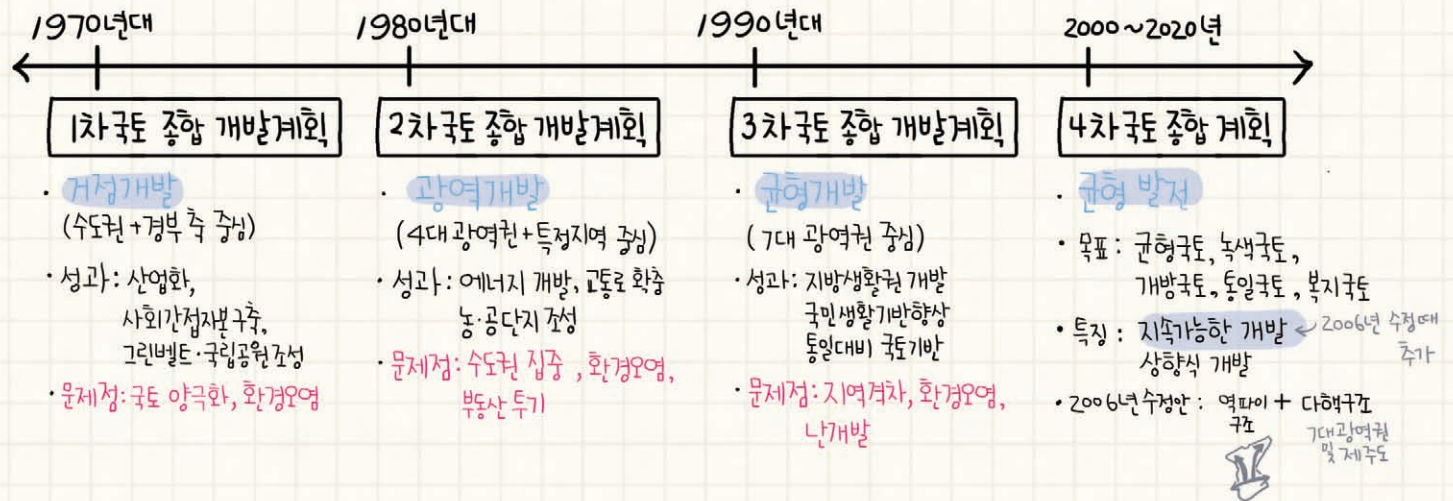 1970년대
1980년대
1990년대
2000~2020년
1차국토 종합 개발계획
· 거점개발
(수도권+경부 축 중심)
· 성과: 산업화,
사회간접자본 구축,
그린벨트·국립공원 조성
· 문제점: 국토 양극화, 환경오염
2차 국토 종합 개발계획
· 광역개발
(4대 광역권+특정지역 중심)
· 성과: 에너지 개발, 교통로 확충
농·공단지 조성
· 문제점: 수도권 집중, 환경오염,
부동산 투기
3차국토 종합 개발계획
· 균형개발
(7대 광역권 중심)
· 성과: 지방생활권 개발
국민생활기반향상
통일대비 국토기반
· 문제점: 지역격차, 환경오염,
난개발
4차국토 종합 계획
· 균형 발전
· 목표: 균형국토, 녹색국토,
개방국토, 통일국토, 복지국토
· 특징: 지속가능한 개발 ← 2006년 수정때
추가
상향식 개발
· 2006년 수정안: 역파이 + 다핵구조
구조
7대 광역권
및 제주도